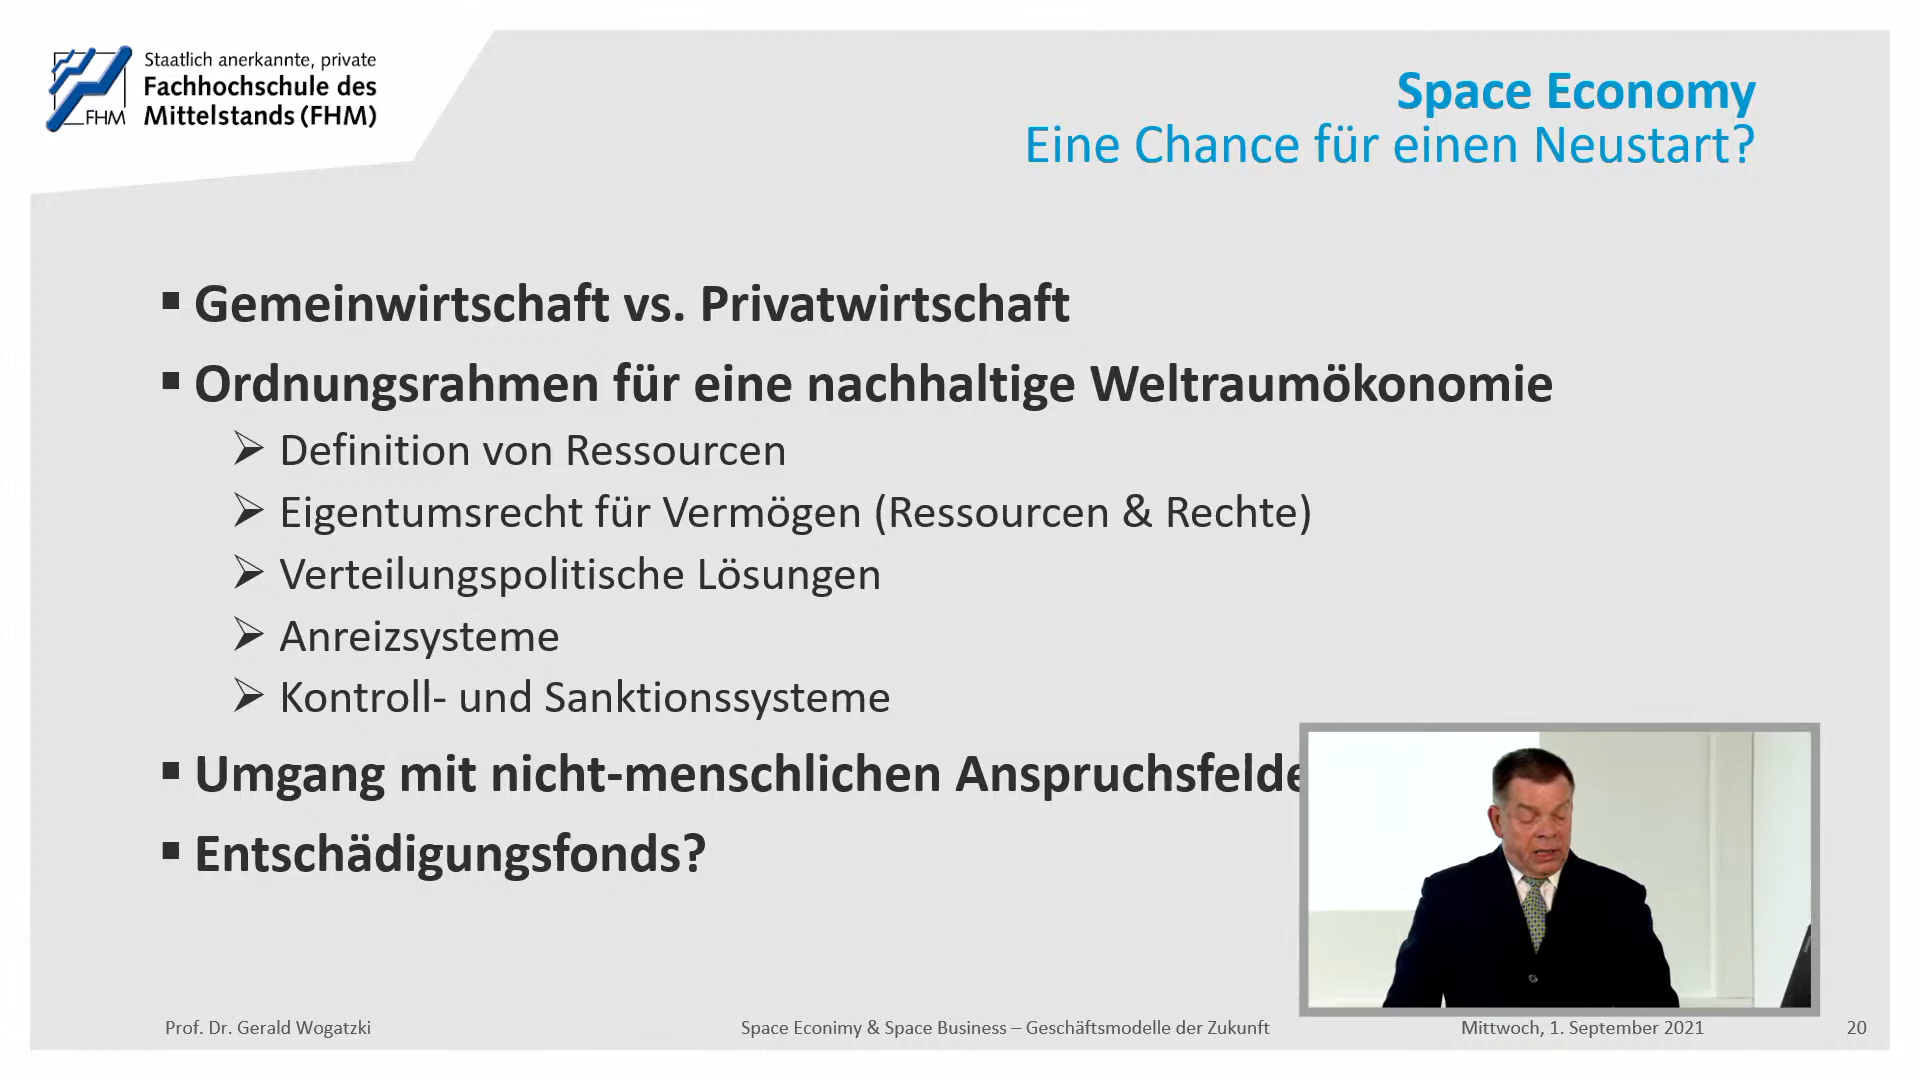 Staatlich anerkannte, private
Fachhochschule des
Mittelstands (FHM)
FHM
Space Economy
Eine Chance für einen Neustart?
▪ Gemeinwirtschaft vs. Privatwirtschaft
▪ Ordnungsrahmen für eine nachhaltige Weltraumökonomie
➢ Definition von Ressourcen
➢ Eigentumsrecht für Vermögen (Ressourcen & Rechte)
➢ Verteilungspolitische Lösungen
➢ Anreizsysteme
➢ Kontroll- und Sanktionssysteme
▪ Umgang mit nicht-menschlichen
▪ Entschädigungsfonds?
Prof. Dr. Gerald Wogatzki
Space Econimy & Space Business – Geschäftsmodelle der Zukunft
Mittwoch, 1. September 2021
20